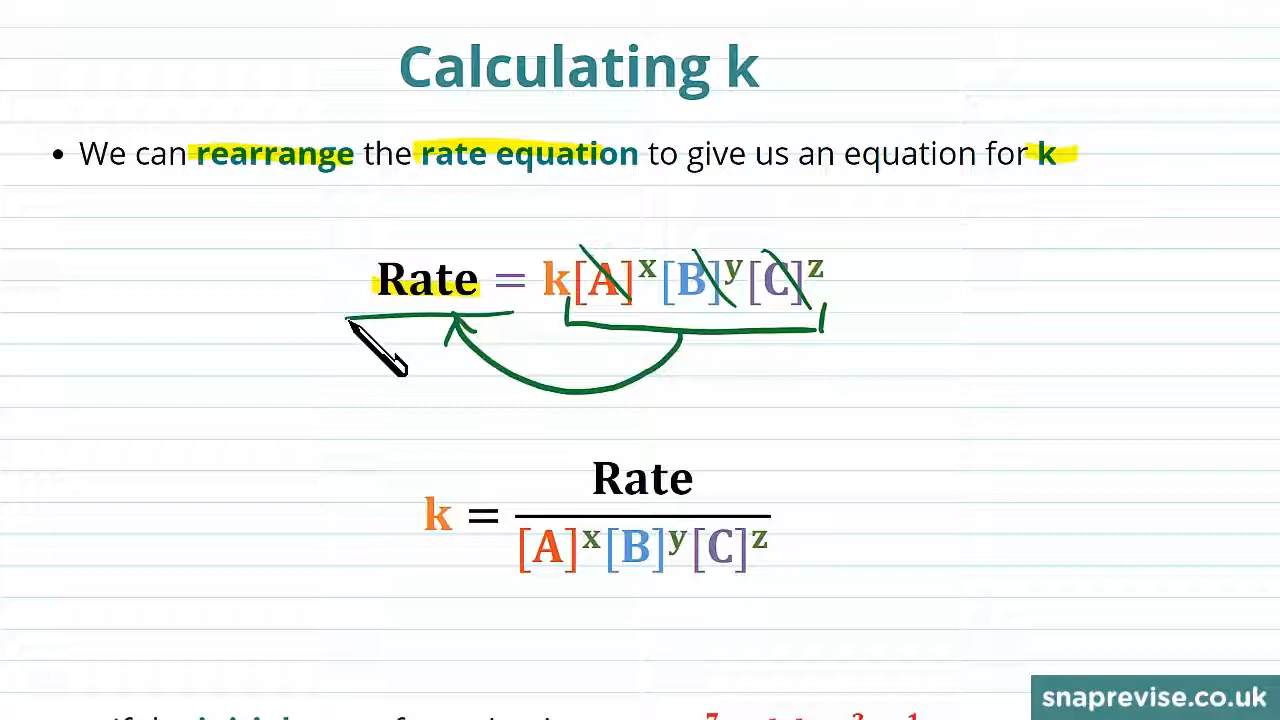 Calculating k
• We can rearrange the rate equation to give us an equation for k
Rate = k[A]ˣ[B]ʸ[C]ᶻ
Rate
k =
[A]ˣ[B]ʸ[C]ᶻ
snaprevise.co.uk